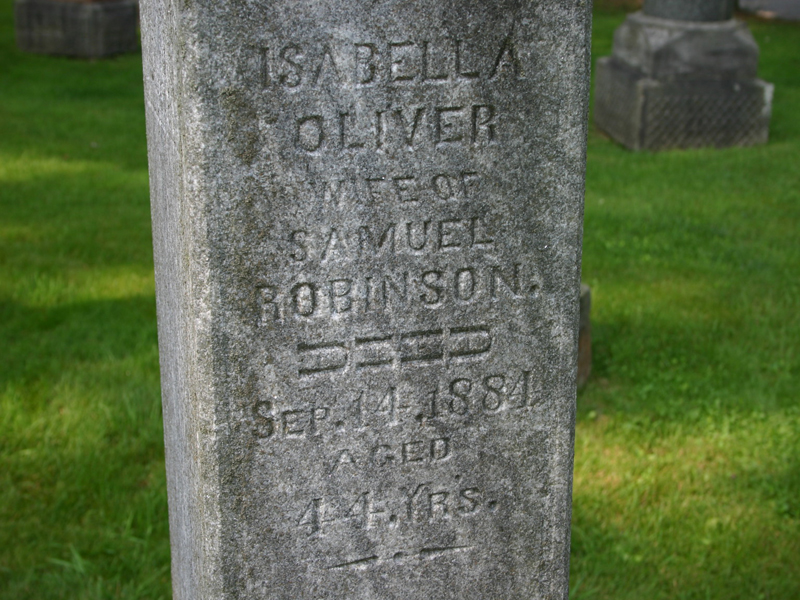 ISABELLA
OLIVER
WIFE OF
SAMUEL
ROBINSON.
DIED
SEP. 14, 1884.
AGED
44. YRS.